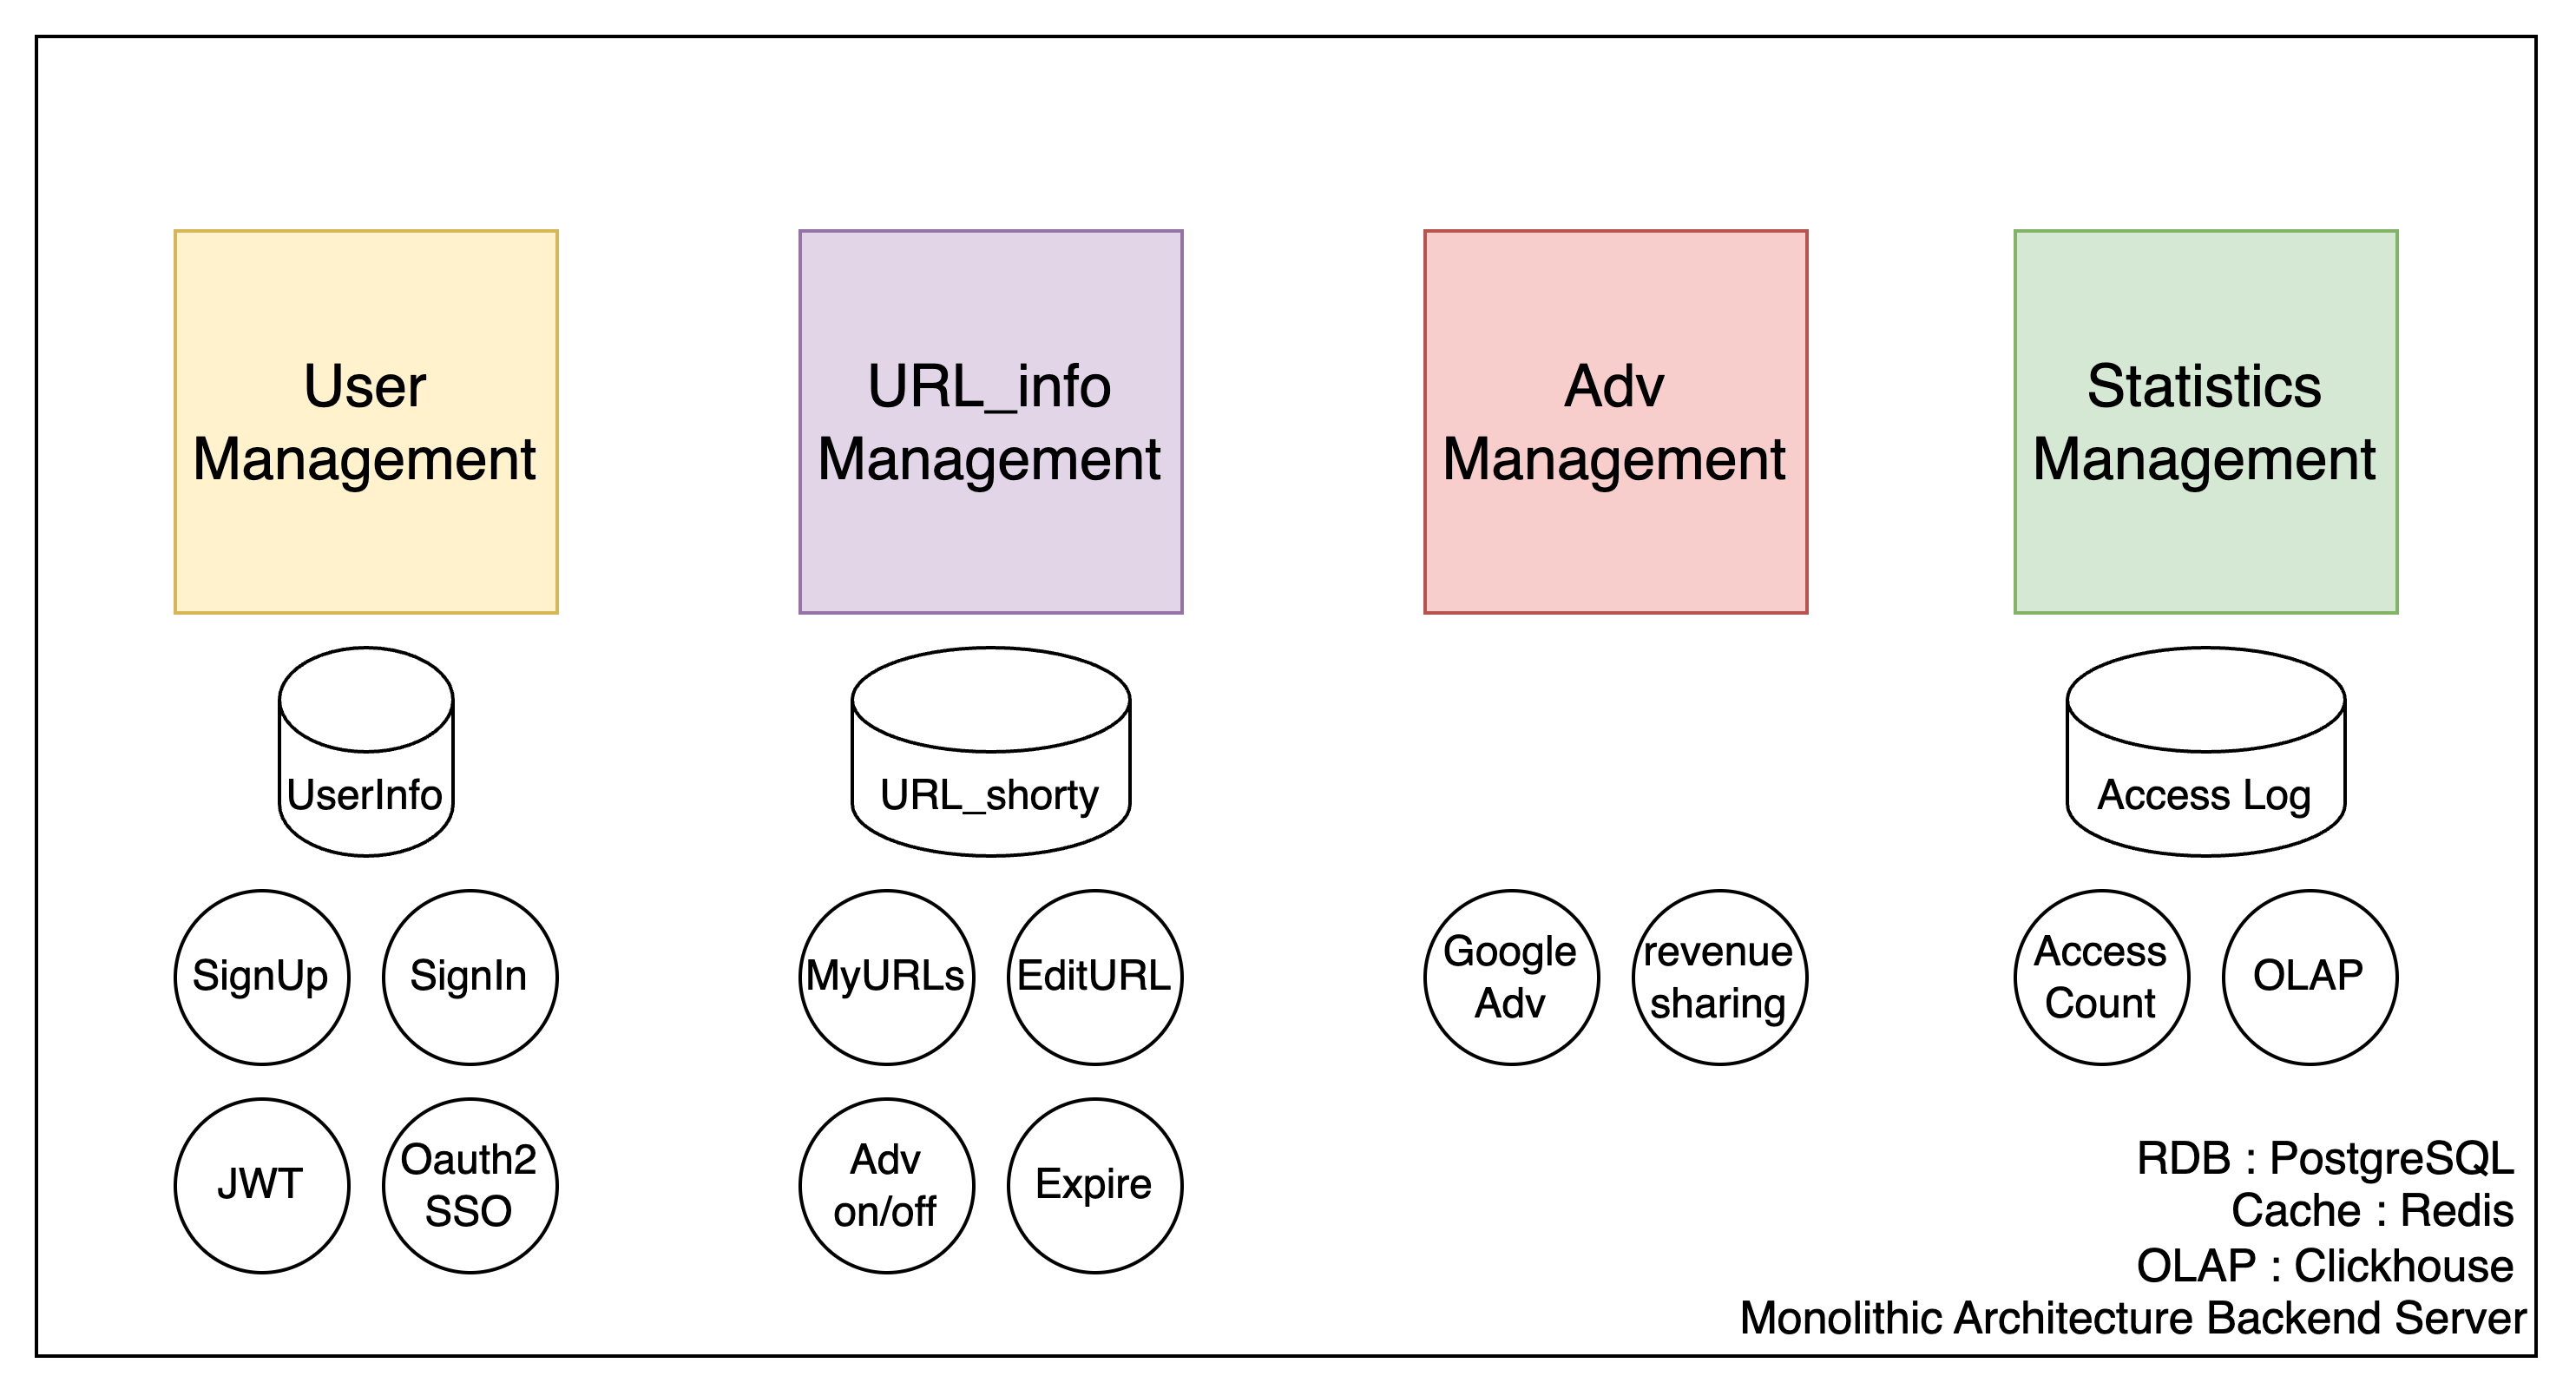 User
Management
URL_info
Management
Adv
Management
Statistics
Management
UserInfo
URL_shorty
Access Log
SignUp
SignIn
MyURLs
EditURL
Google
Adv
revenue
sharing
Access
Count
OLAP
JWT
Oauth2
SSO
Adv
on/off
Expire
RDB : PostgreSQL
Cache : Redis
OLAP : Clickhouse
Monolithic Architecture Backend Server